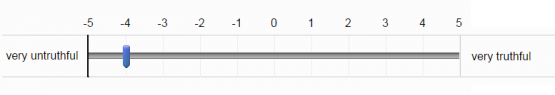 -5 -4 -3 -2 -1 0 1 2 3 4 5
very untruthful very truthful